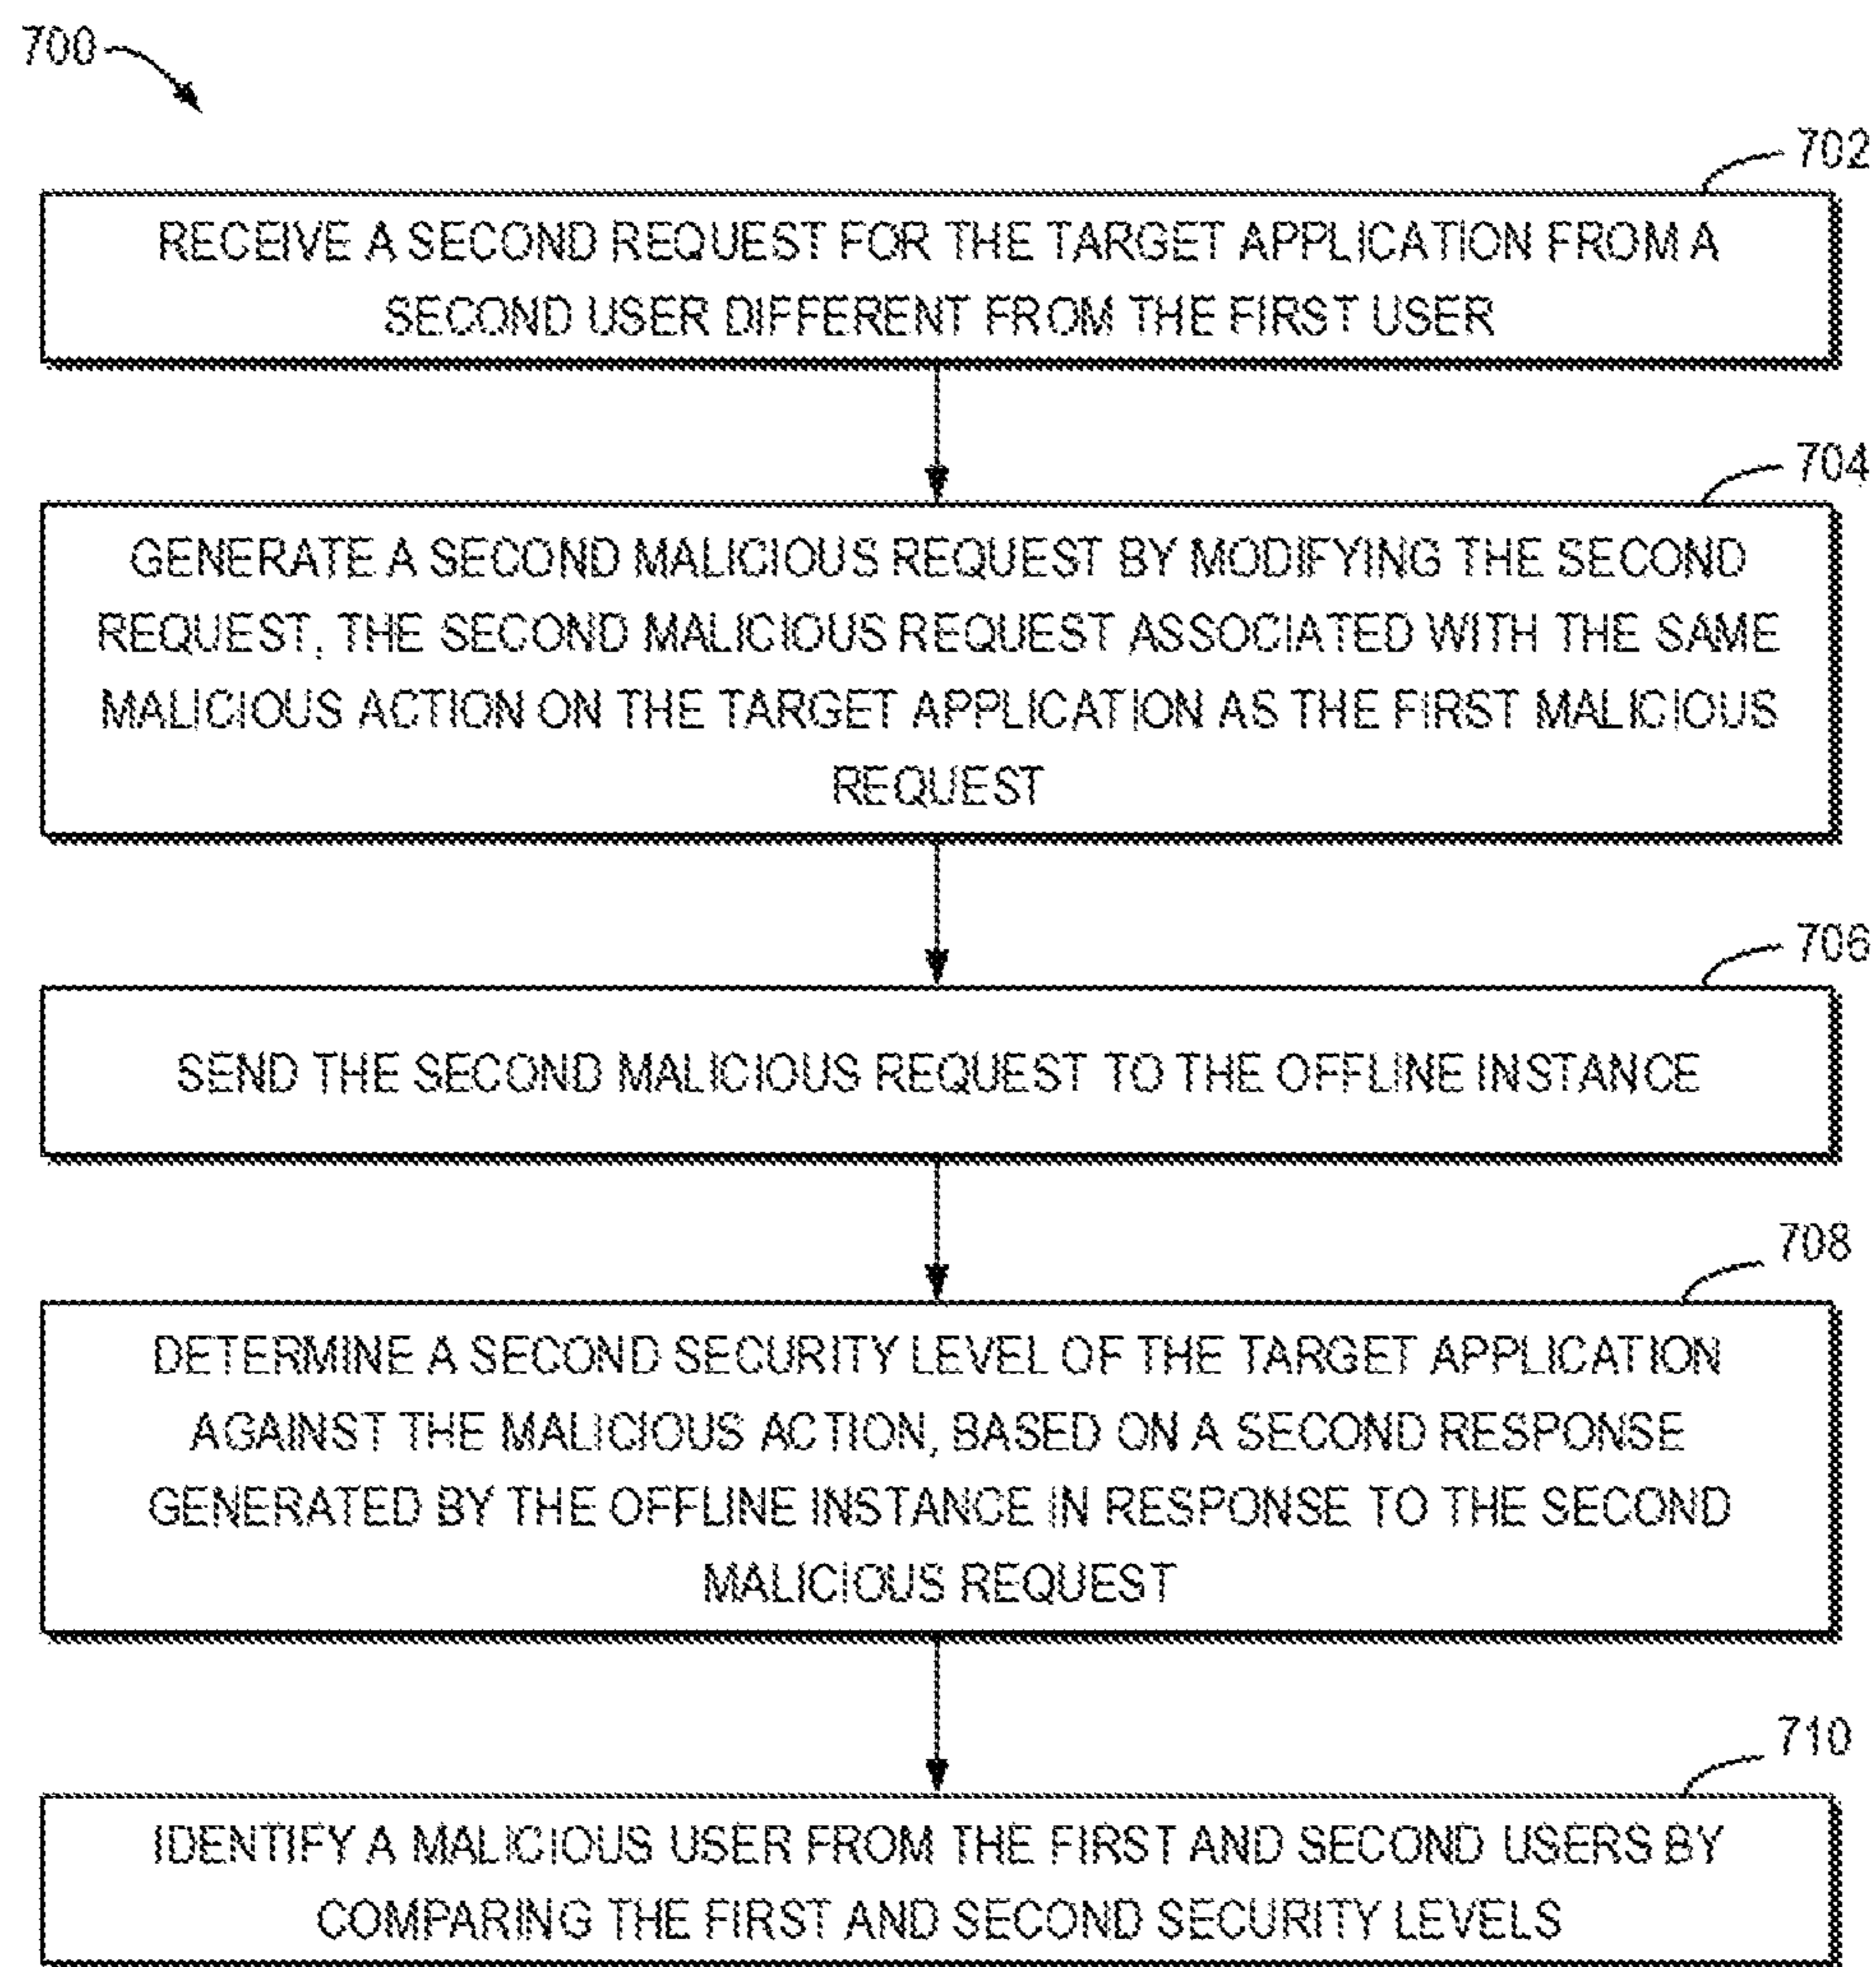 700
702
RECEIVE A SECOND REQUEST FOR THE TARGET APPLICATION FROM A
SECOND USER DIFFERENT FROM THE FIRST USER
704
GENERATE A SECOND MALICIOUS REQUEST BY MODIFYING THE SECOND
REQUEST, THE SECOND MALICIOUS REQUEST ASSOCIATED WITH THE SAME
MALICIOUS ACTION ON THE TARGET APPLICATION AS THE FIRST MALICIOUS
REQUEST
706
SEND THE SECOND MALICIOUS REQUEST TO THE OFFLINE INSTANCE
708
DETERMINE A SECOND SECURITY LEVEL OF THE TARGET APPLICATION
AGAINST THE MALICIOUS ACTION, BASED ON A SECOND RESPONSE
GENERATED BY THE OFFLINE INSTANCE IN RESPONSE TO THE SECOND
MALICIOUS REQUEST
710
IDENTIFY A MALICIOUS USER FROM THE FIRST AND SECOND USERS BY
COMPARING THE FIRST AND SECOND SECURITY LEVELS